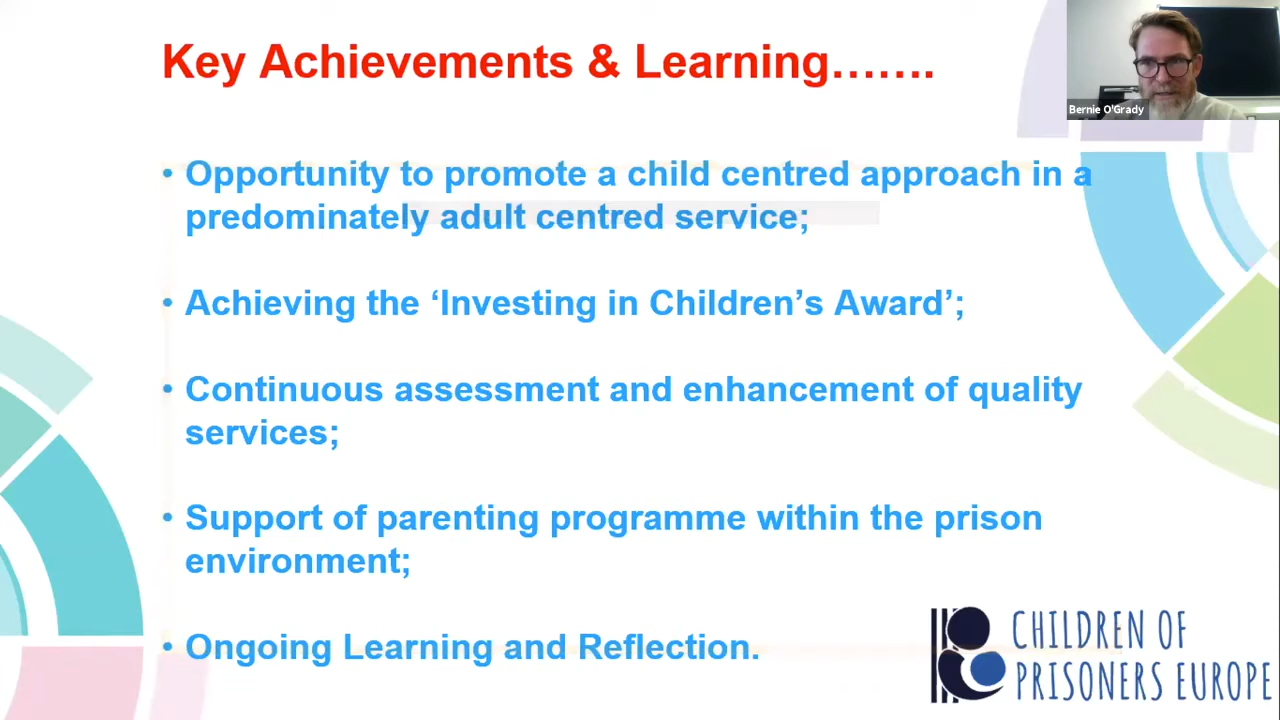 Key Achievements & Learning…….
Bernie O'Grady
• Opportunity to promote a child centred approach in a
predominately adult centred service;
• Achieving the ‘Investing in Children’s Award’;
• Continuous assessment and enhancement of quality
services;
• Support of parenting programme within the prison
environment;
• Ongoing Learning and Reflection.
CHILDREN OF
PRISONERS EUROPE